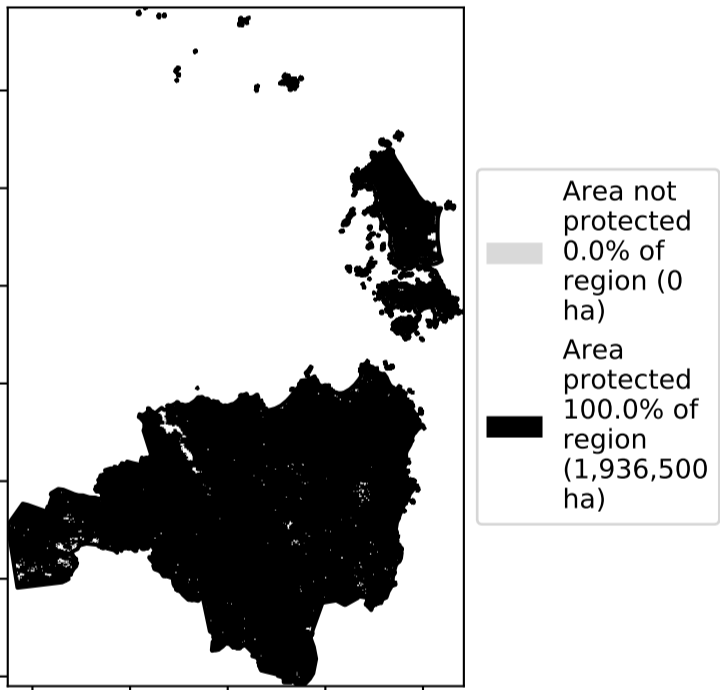 Area not
protected
0.0% of
region (0
ha)
Area
protected
100.0% of
region
(1,936,500
ha)